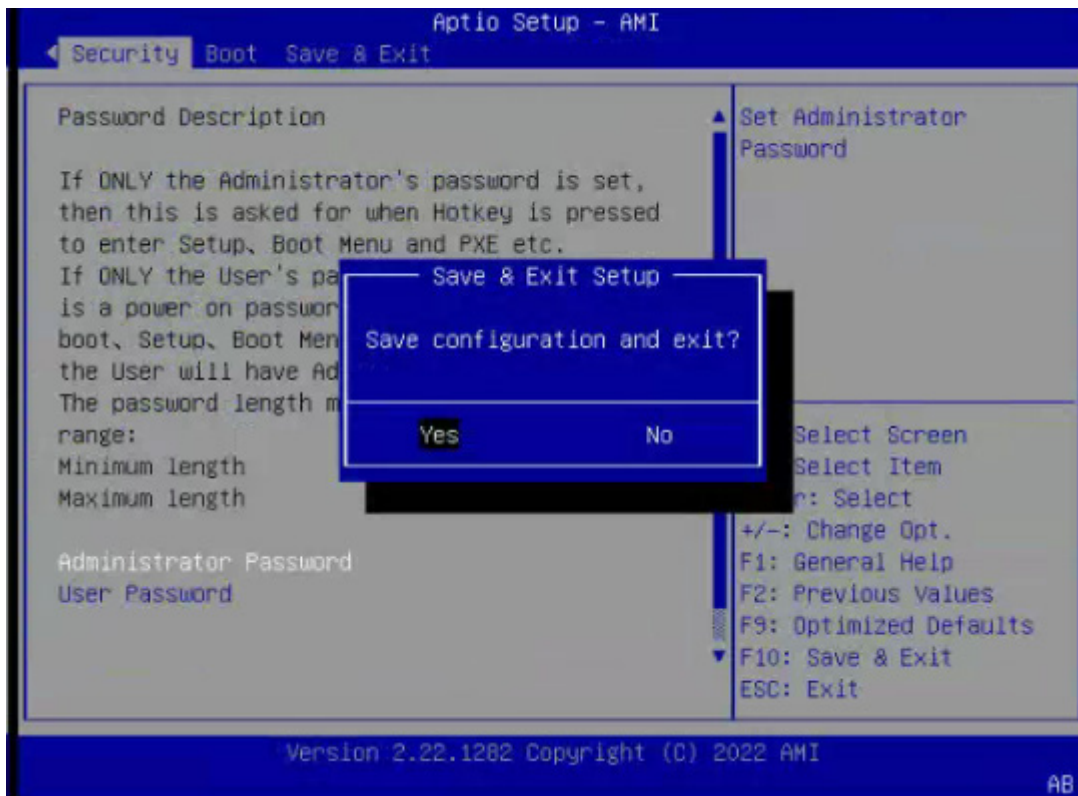 Aptio Setup – AMI
Security Boot Save & Exit
Password Description
If ONLY the Administrator's password is set,
then this is asked for when Hotkey is pressed
to enter Setup、Boot Menu and PXE etc.
If ONLY the User's pa
is a power on passwor
boot、Setup、Boot Men
the User will have Ad
The password length m
range:
Minimum length
Maximum length
Administrator Password
User Password
Save & Exit Setup
Save configuration and exit?
Yes No
Set Administrator
Password
Select Screen
Select Item
r: Select
+/-: Change Opt.
F1: General Help
F2: Previous Values
F9: Optimized Defaults
F10: Save & Exit
ESC: Exit
Version 2.22.1282 Copyright (C) 2022 AMI
AB